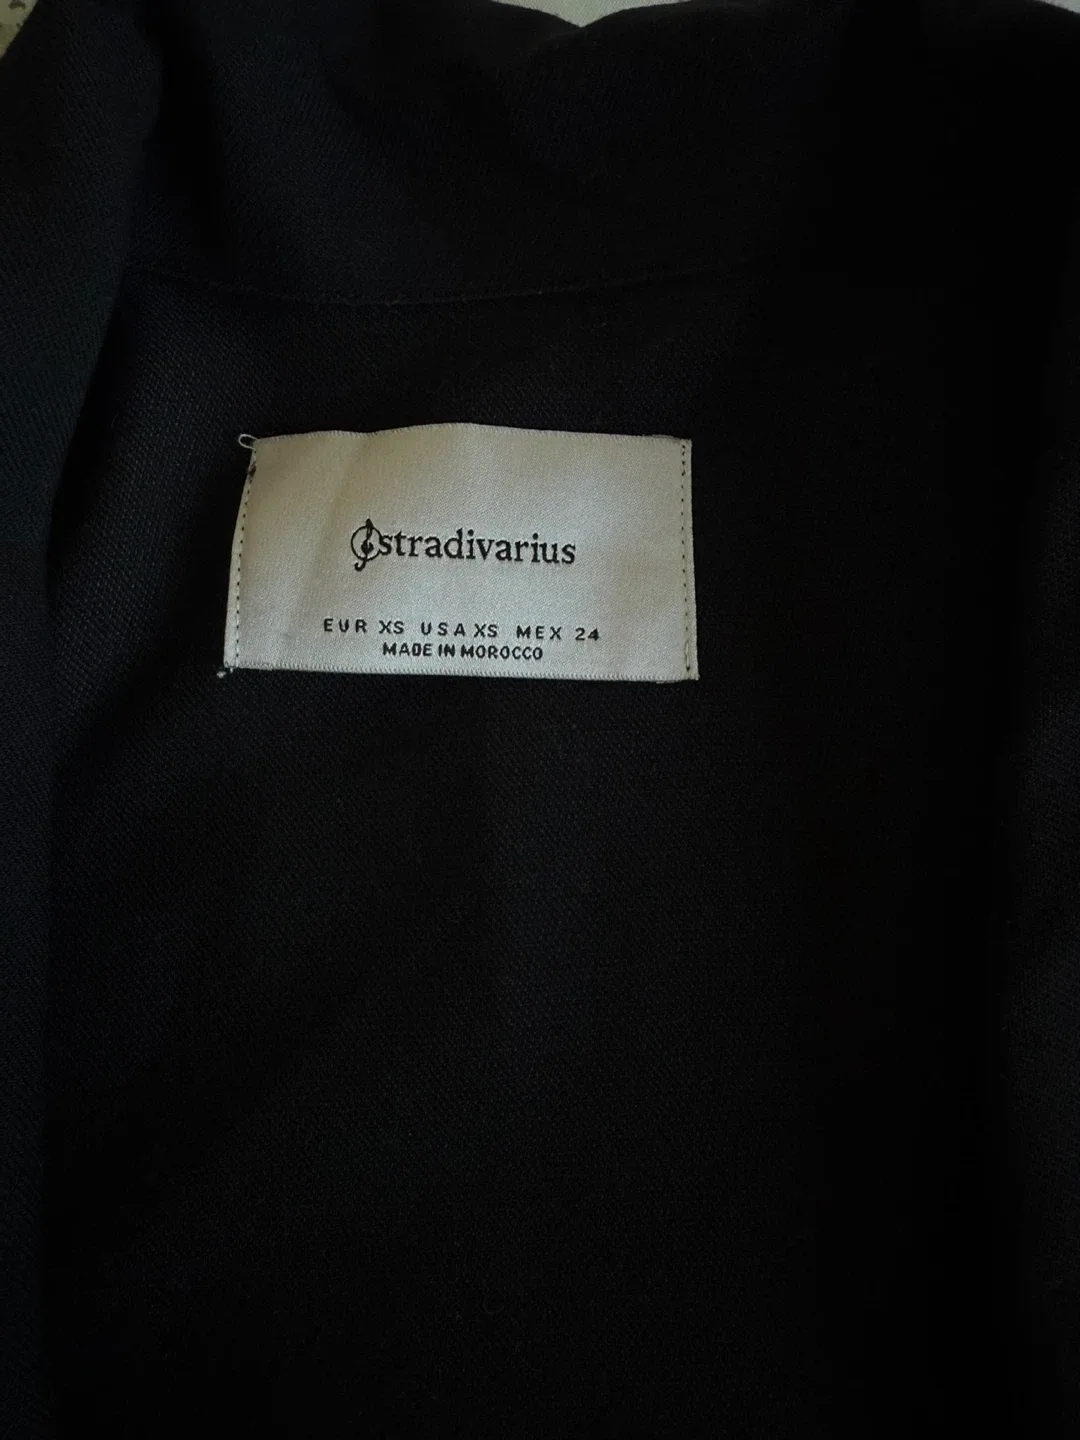 stradivarius
EUR XS USA XS MEX 24
MADE IN MOROCCO